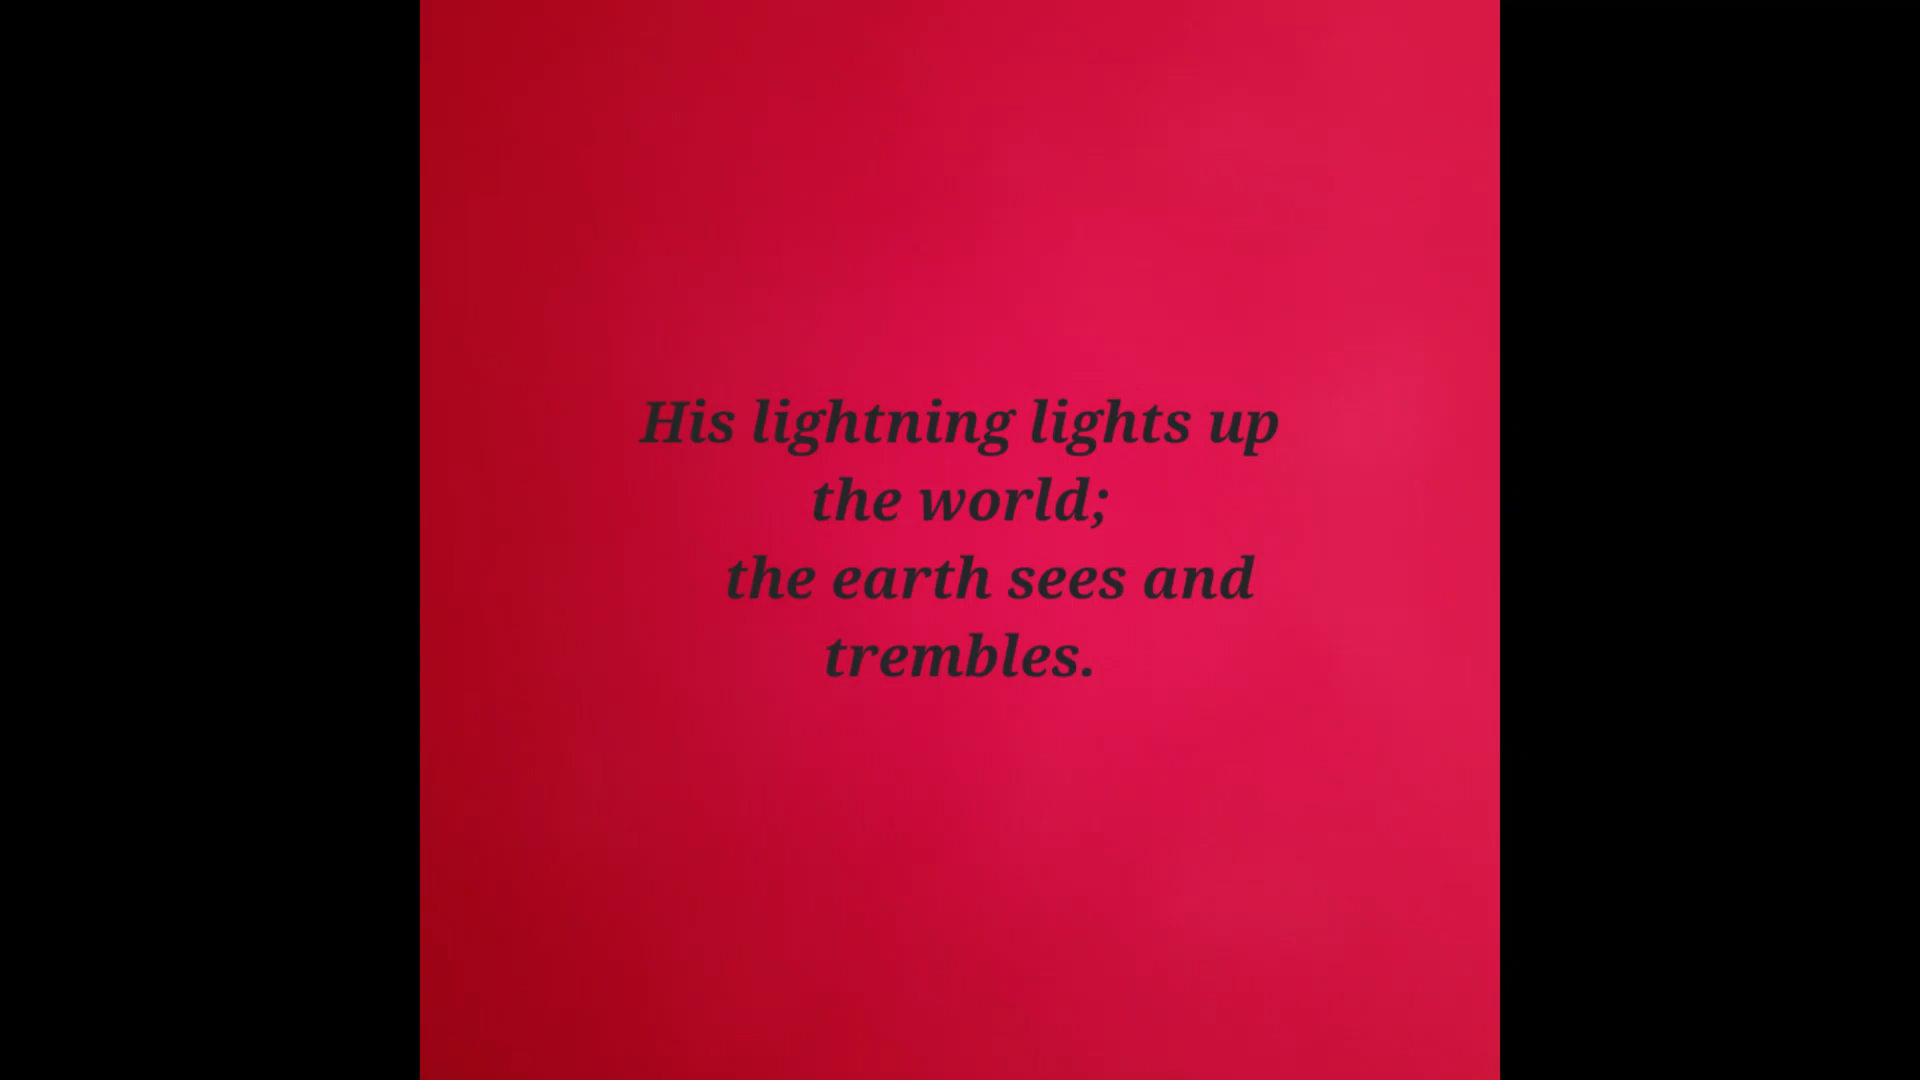 His lightning lights up
the world;
the earth sees and
trembles.